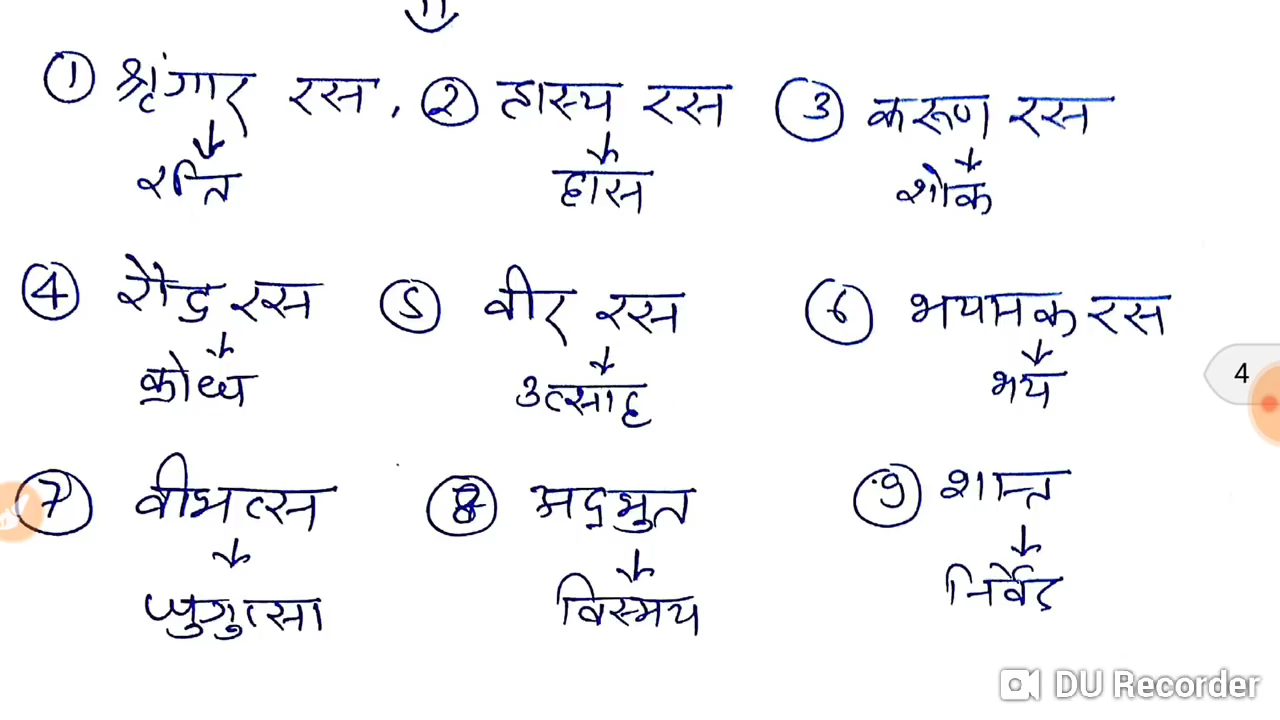 11
① श्रृंगार रस, ② हास्य रस ③ करूण रस
रति हास शोक
④ रौद्र रस ⑤ वीर रस ⑥ भयानक रस
क्रोध उत्साह भय
4
⑦ वीभत्स ⑧ अद्भुत ⑨ शान्त
जुगुत्सा विस्मय निर्वेद
DU Recorder